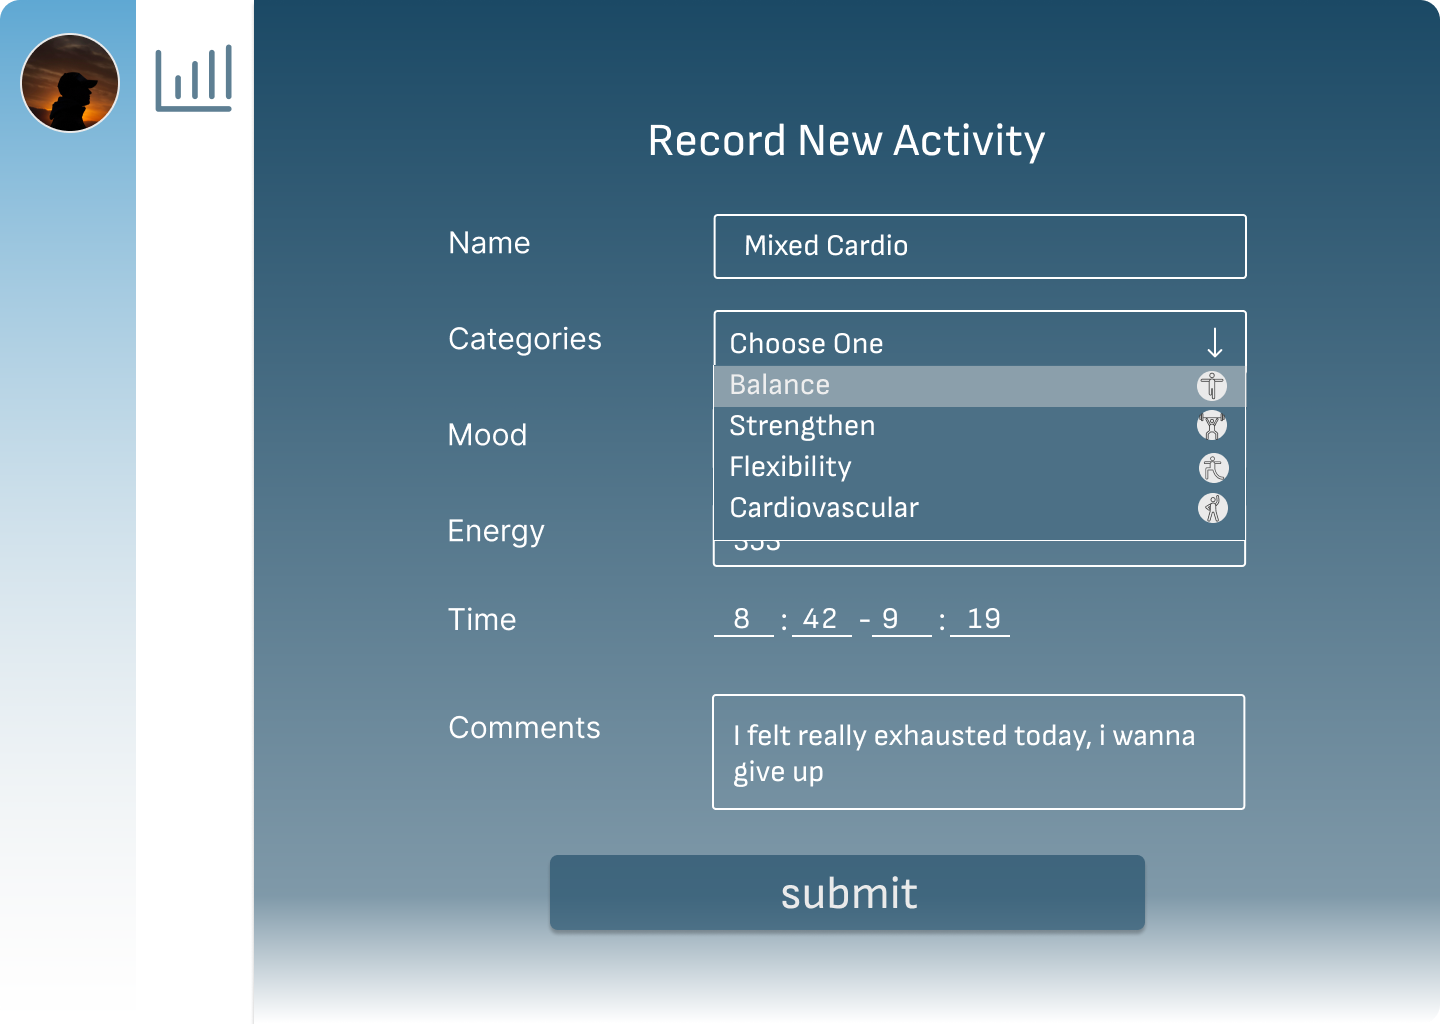 Record New Activity
Name
Mixed Cardio
Categories
Choose One
Balance
Mood
Strengthen
Flexibility
Cardiovascular
Energy
Time
8 : 42 - 9 : 19
Comments
I felt really exhausted today, i wanna
give up
submit